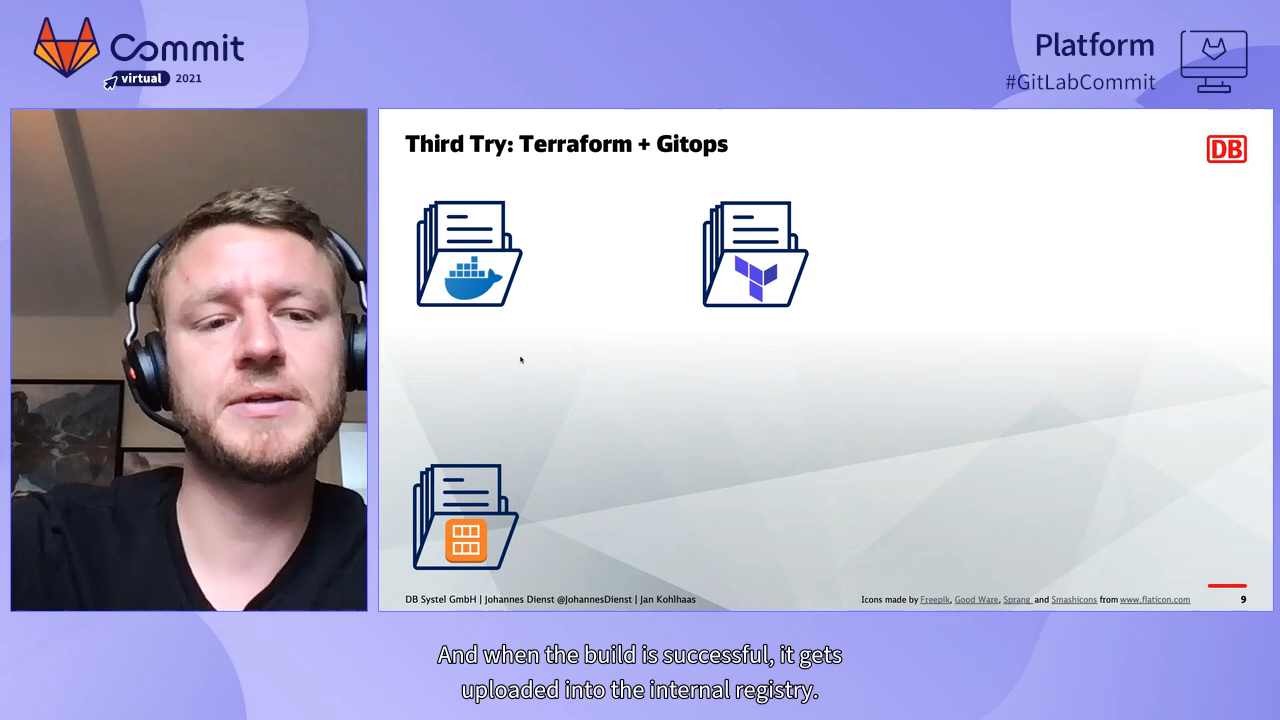 Commit
virtual 2021
Platform
#GitLabCommit
Third Try: Terraform + Gitops
DB
DB Systel GmbH | Johannes Dienst @JohannesDienst | Jan Kohlhaas
Icons made by Freepik, Good Ware, Sprang and Smashicons from www.flaticon.com
9
And when the build is successful, it gets
uploaded into the internal registry.